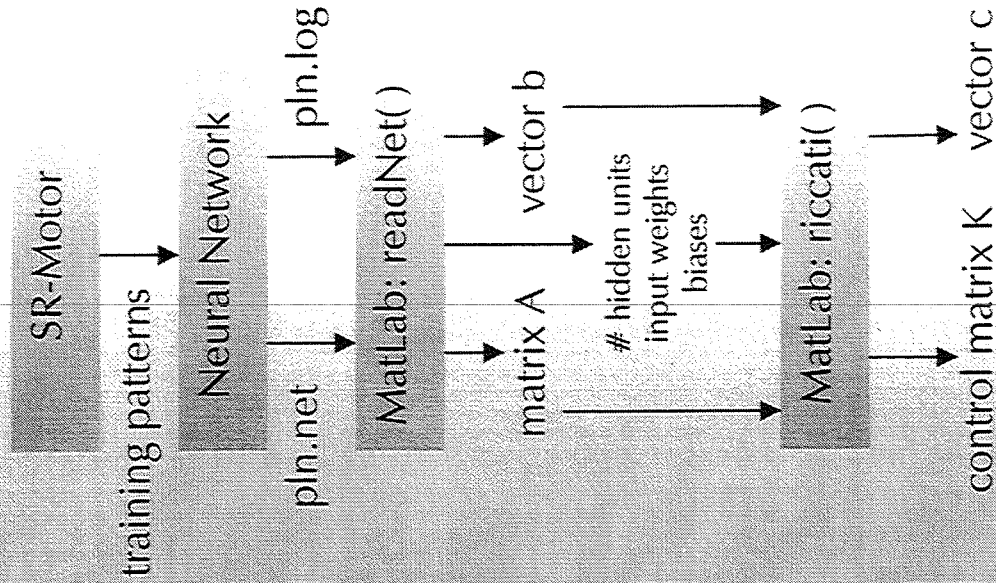 SR-Motor
training patterns
Neural Network
pln.net
pln.log
MatLab: readNet( )
matrix A
vector b
# hidden units
input weights
biases
MatLab: riccati( )
control matrix K
vector c